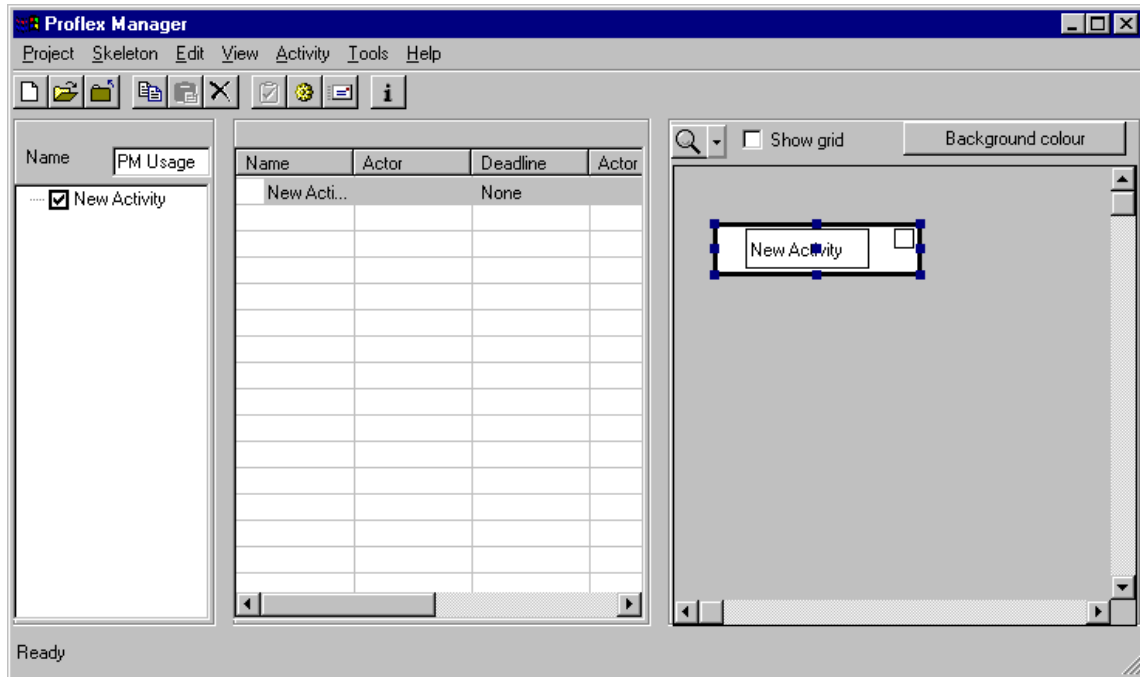 Proflex Manager
Project Skeleton Edit View Activity Tools Help
i
Name PM Usage
New Activity
Name Actor Deadline Actor
New Acti... None
Show grid Background colour
New Activity
Ready